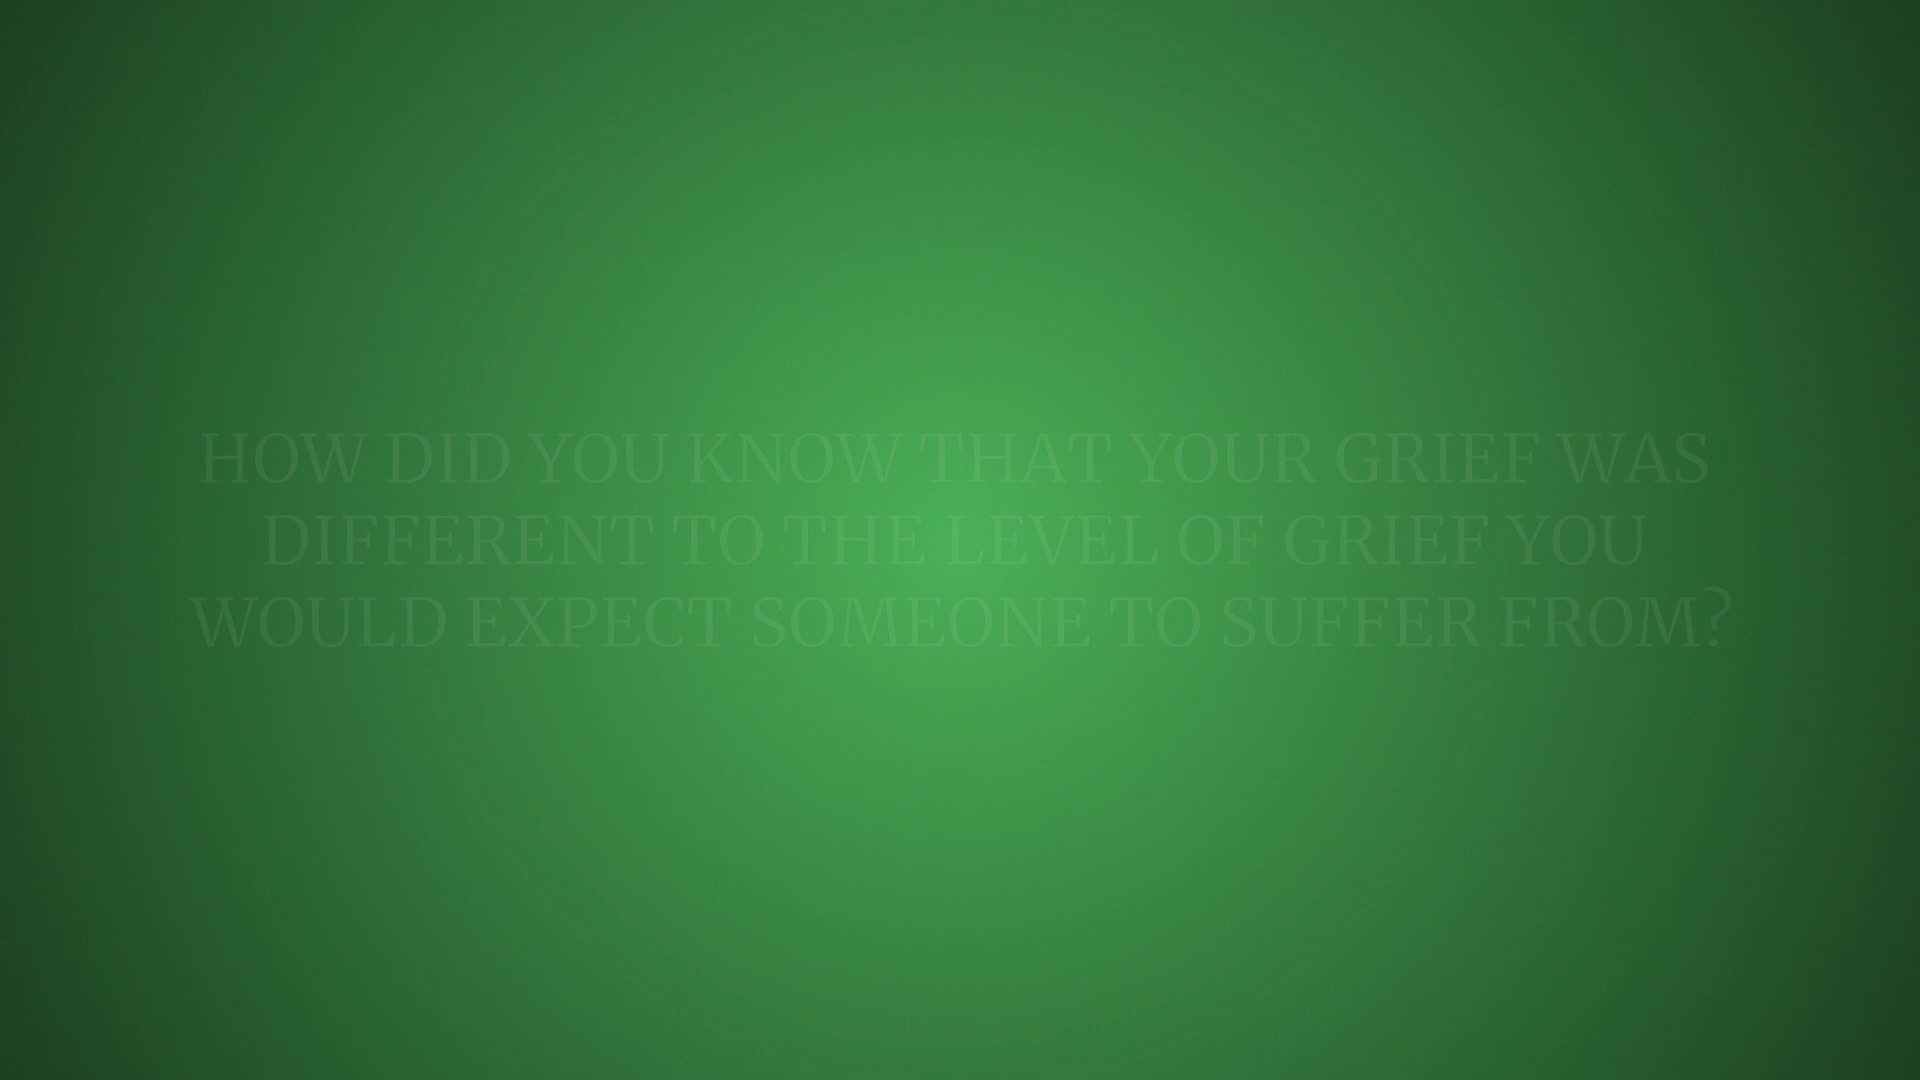 HOW DID YOU KNOW THAT YOUR GRIEF WAS
DIFFERENT TO THE LEVEL OF GRIEF YOU
WOULD EXPECT SOMEONE TO SUFFER FROM?